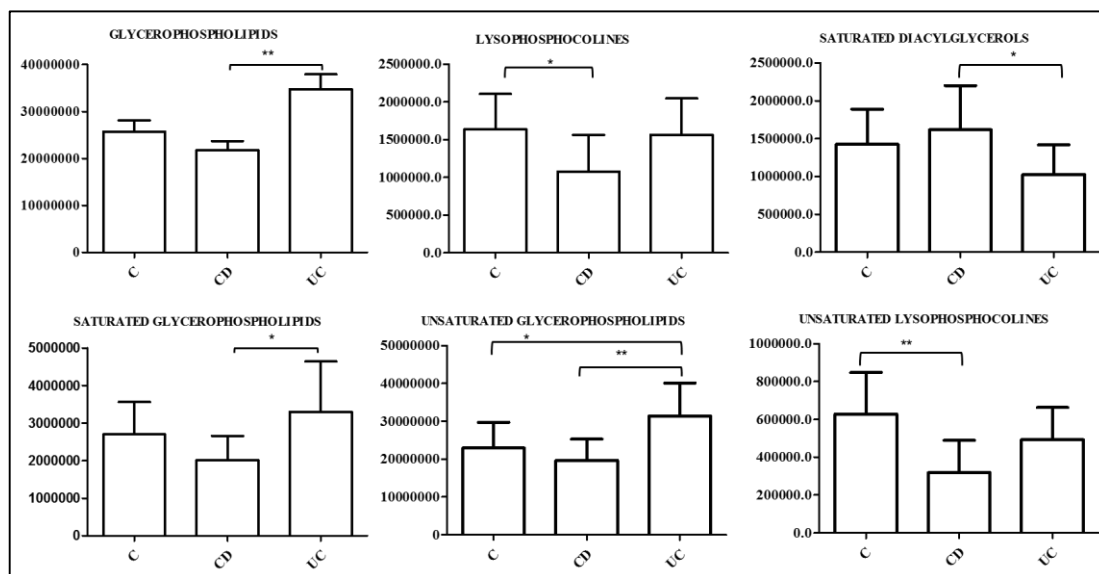 GLYCEROPHOSPHOLIPIDS
**
40000000
30000000
20000000
10000000
0
C
CD
UC
LYSOPHOSPHOCOLINES
*
2500000.0
2000000.0
1500000.0
1000000.0
500000.0
0.0
C
CD
UC
SATURATED DIACYLGLYCEROLS
*
2500000.0
2000000.0
1500000.0
1000000.0
500000.0
0.0
C
CD
UC
SATURATED GLYCEROPHOSPHOLIPIDS
*
5000000
4000000
3000000
2000000
1000000
0
C
CD
UC
UNSATURATED GLYCEROPHOSPHOLIPIDS
*
**
50000000
40000000
30000000
20000000
10000000
0
C
CD
UC
UNSATURATED LYSOPHOSPHOCOLINES
**
1000000.0
800000.0
600000.0
400000.0
200000.0
0.0
C
CD
UC